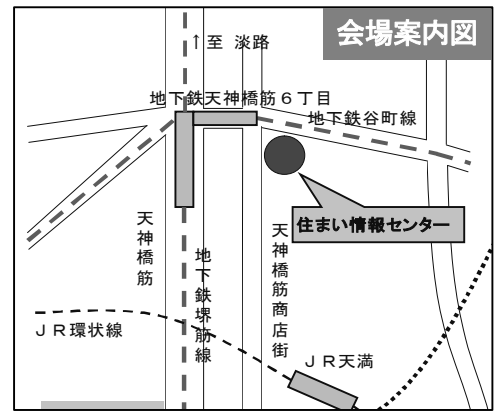 会場案内図
↑至 淡路
地下鉄天神橋筋６丁目
地下鉄谷町線
住まい情報センター
天神橋筋
地下鉄堺筋線
天神橋筋商店街
ＪＲ環状線
ＪＲ天満